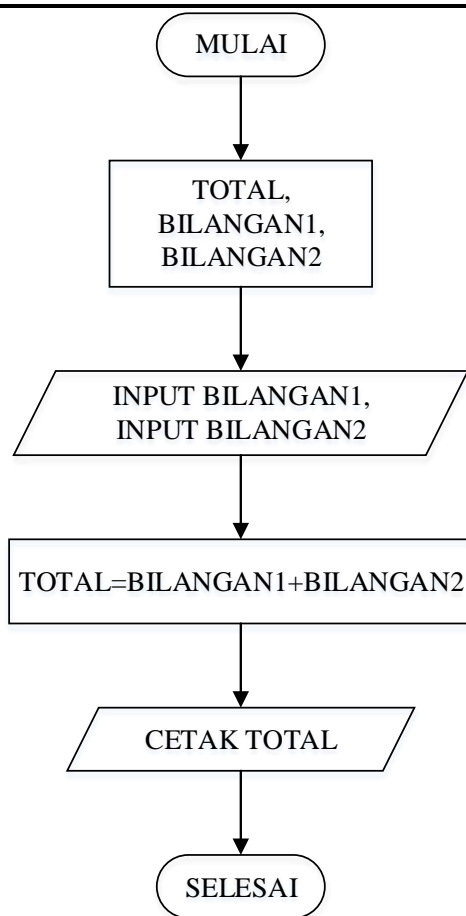 MULAI
TOTAL,
BILANGAN1,
BILANGAN2
INPUT BILANGAN1,
INPUT BILANGAN2
TOTAL=BILANGAN1+BILANGAN2
CETAK TOTAL
SELESAI